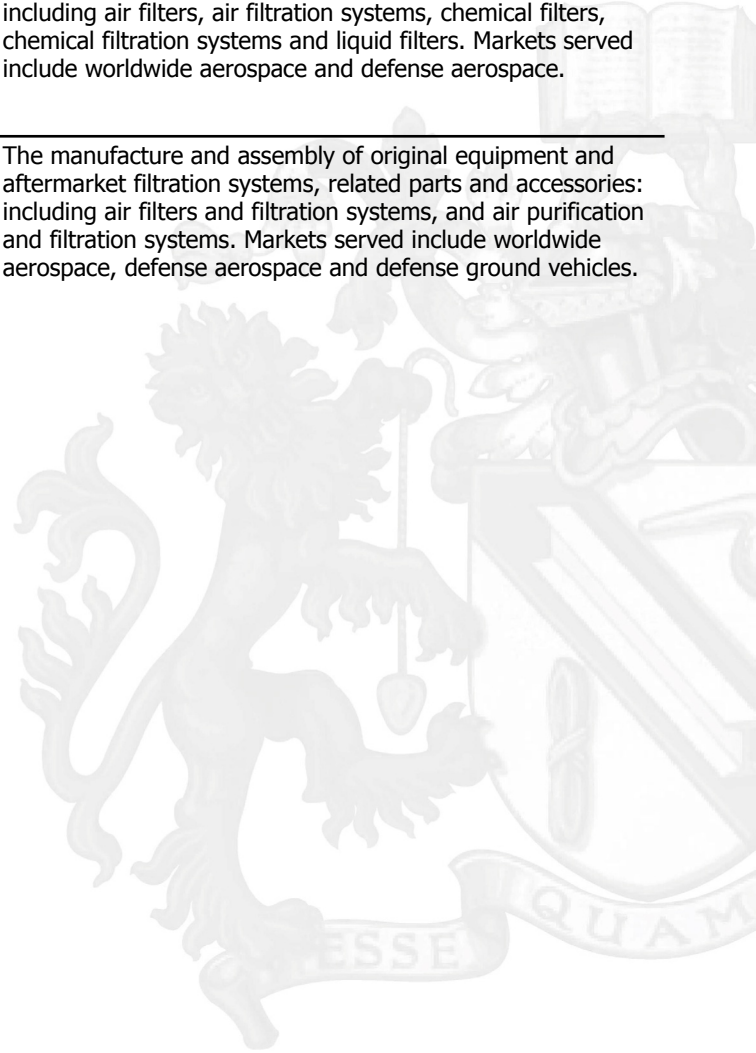 including air filters, air filtration systems, chemical filters,
chemical filtration systems and liquid filters. Markets served
include worldwide aerospace and defense aerospace.
The manufacture and assembly of original equipment and
aftermarket filtration systems, related parts and accessories:
including air filters and filtration systems, and air purification
and filtration systems. Markets served include worldwide
aerospace, defense aerospace and defense ground vehicles.
ESSE QUAM